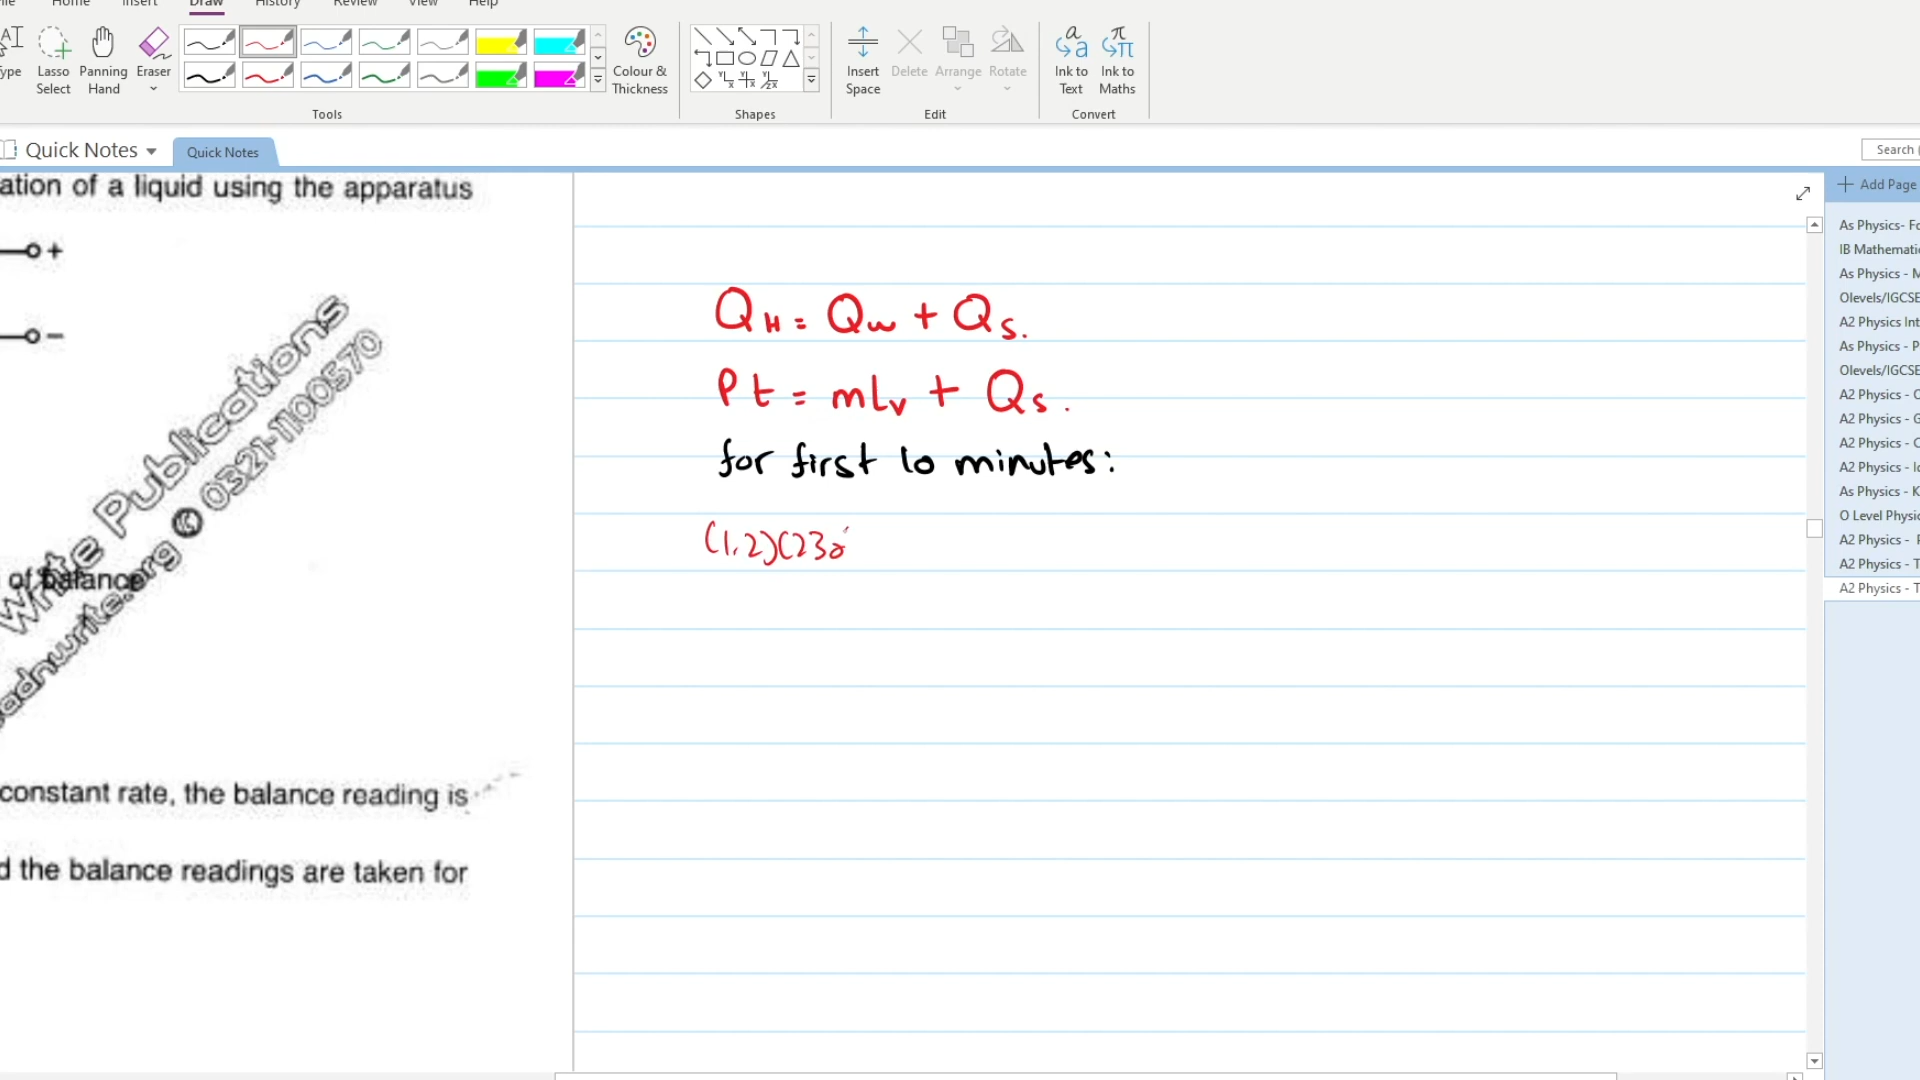 Home Insert Draw History Review View Help
Type
Lasso Select
Panning Hand
Eraser
Colour & Thickness
Insert Space
Delete
Arrange
Rotate
Ink to Text
Ink to Maths
Tools
Shapes
Edit
Convert
Quick Notes
Quick Notes
Search
Add Page
ation of a liquid using the apparatus
+
−
Write Publications
adnwrite.org © 0321-1100570
of balance
constant rate, the balance reading is
d the balance readings are taken for
Q_H = Q_w + Q_s.
Pt = mL_v + Q_s.
for first 10 minutes:
(1.2)(230
As Physics- Fo
IB Mathematic
As Physics - M
Olevels/IGCSE
A2 Physics Int
As Physics - P
Olevels/IGCSE
A2 Physics - C
A2 Physics - G
A2 Physics - C
A2 Physics - Id
As Physics - K
O Level Physic
A2 Physics - P
A2 Physics - T
A2 Physics - T